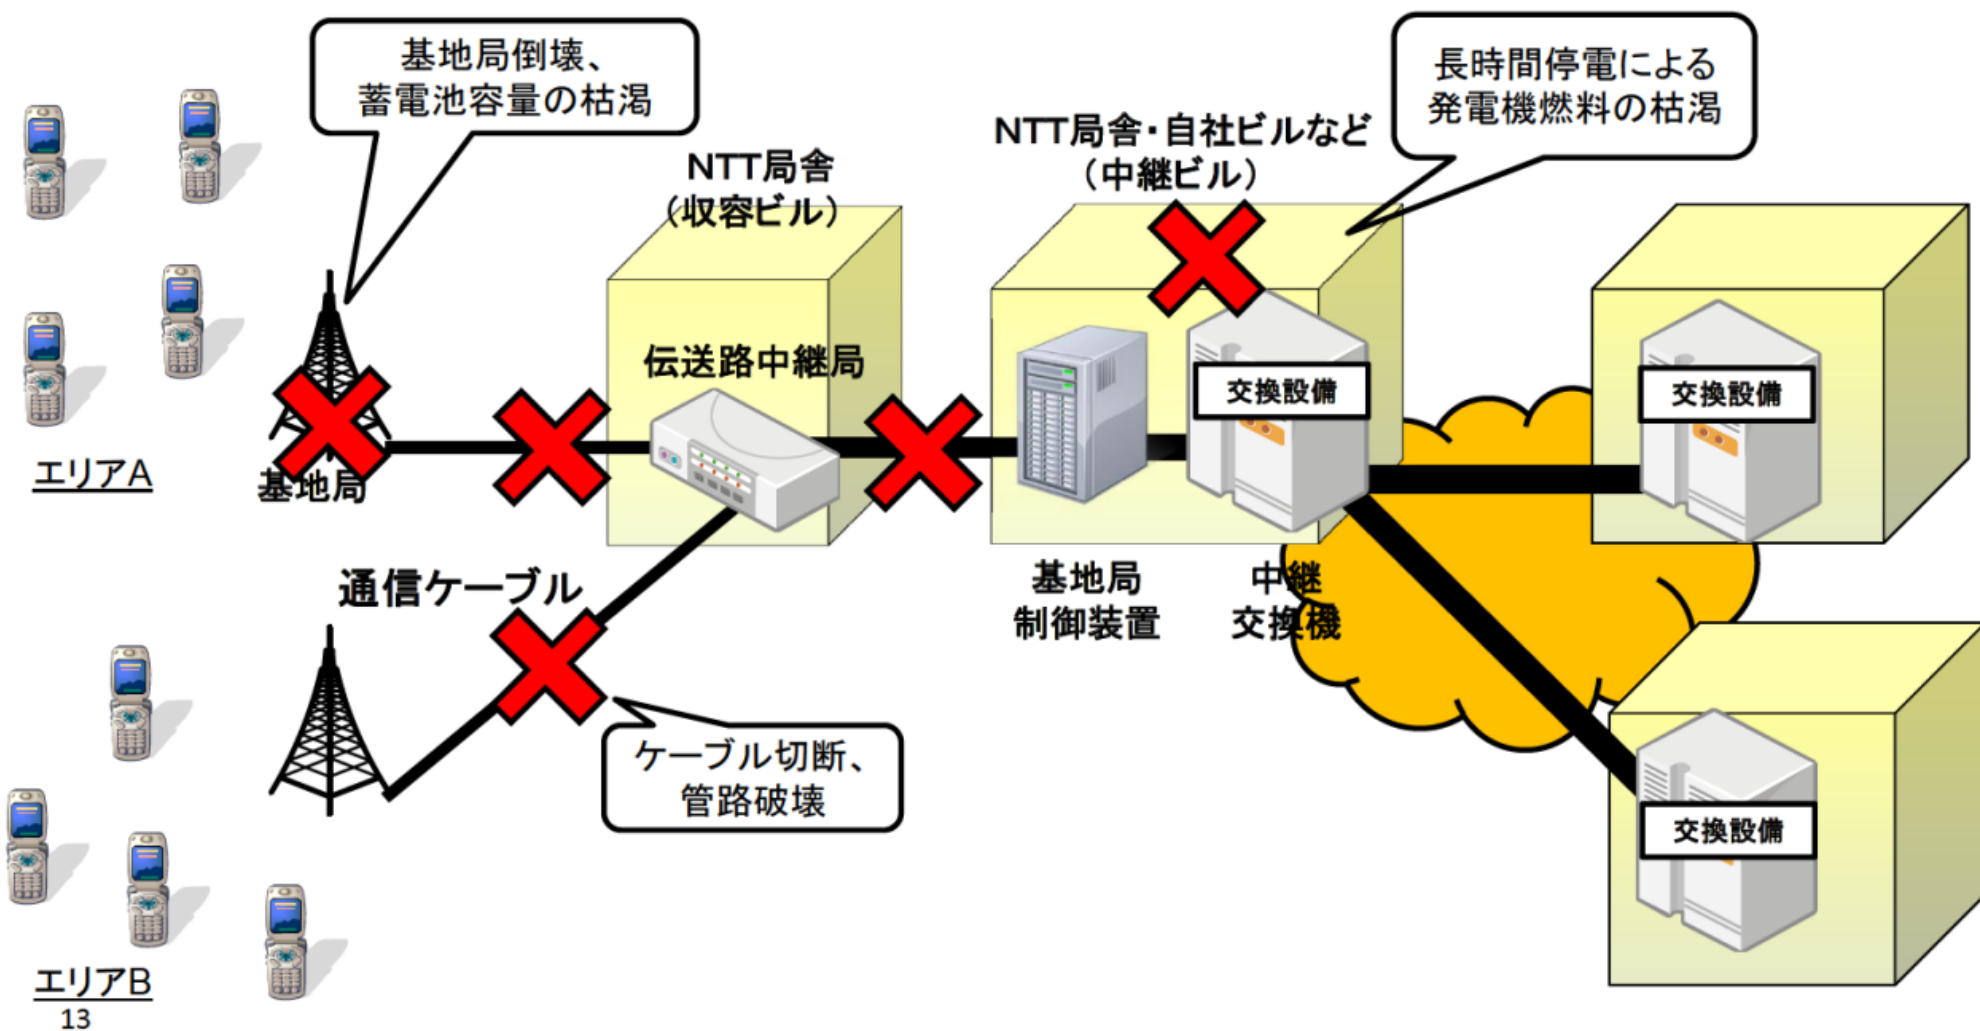 基地局倒壊、
蓄電池容量の枯渇
長時間停電による
発電機燃料の枯渇
NTT局舎・自社ビルなど
（中継ビル）
NTT局舎
（収容ビル）
伝送路中継局
交換設備
交換設備
エリアA
基地局
通信ケーブル
基地局
制御装置
中継
交換機
ケーブル切断、
管路破壊
交換設備
エリアB
13